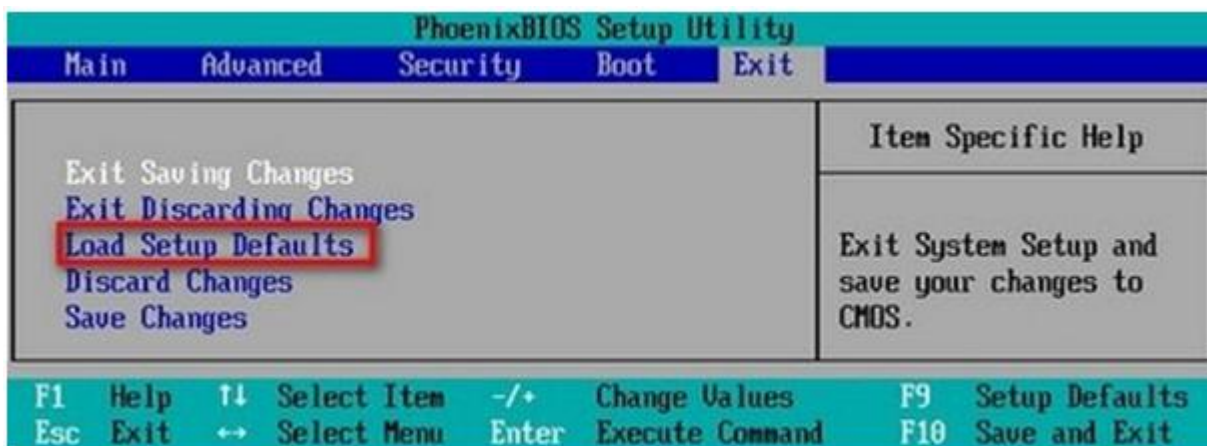 PhoenixBIOS Setup Utility
Main Advanced Security Boot Exit
Exit Saving Changes
Exit Discarding Changes
Load Setup Defaults
Discard Changes
Save Changes
Item Specific Help
Exit System Setup and
save your changes to
CMOS.
F1 Help ↑↓ Select Item -/+ Change Values F9 Setup Defaults
Esc Exit ↔ Select Menu Enter Execute Command F10 Save and Exit